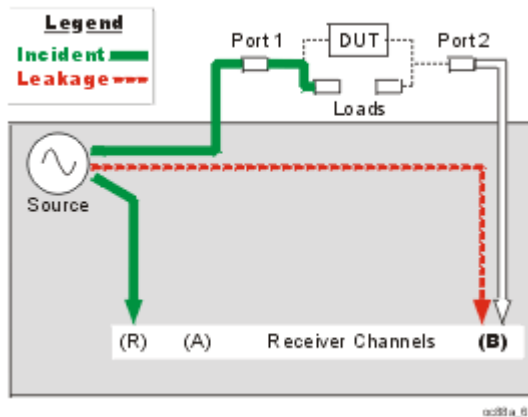 Legend
Incident
Leakage
Port 1
DUT
Port 2
Loads
Source
(R) (A) Receiver Channels (B)